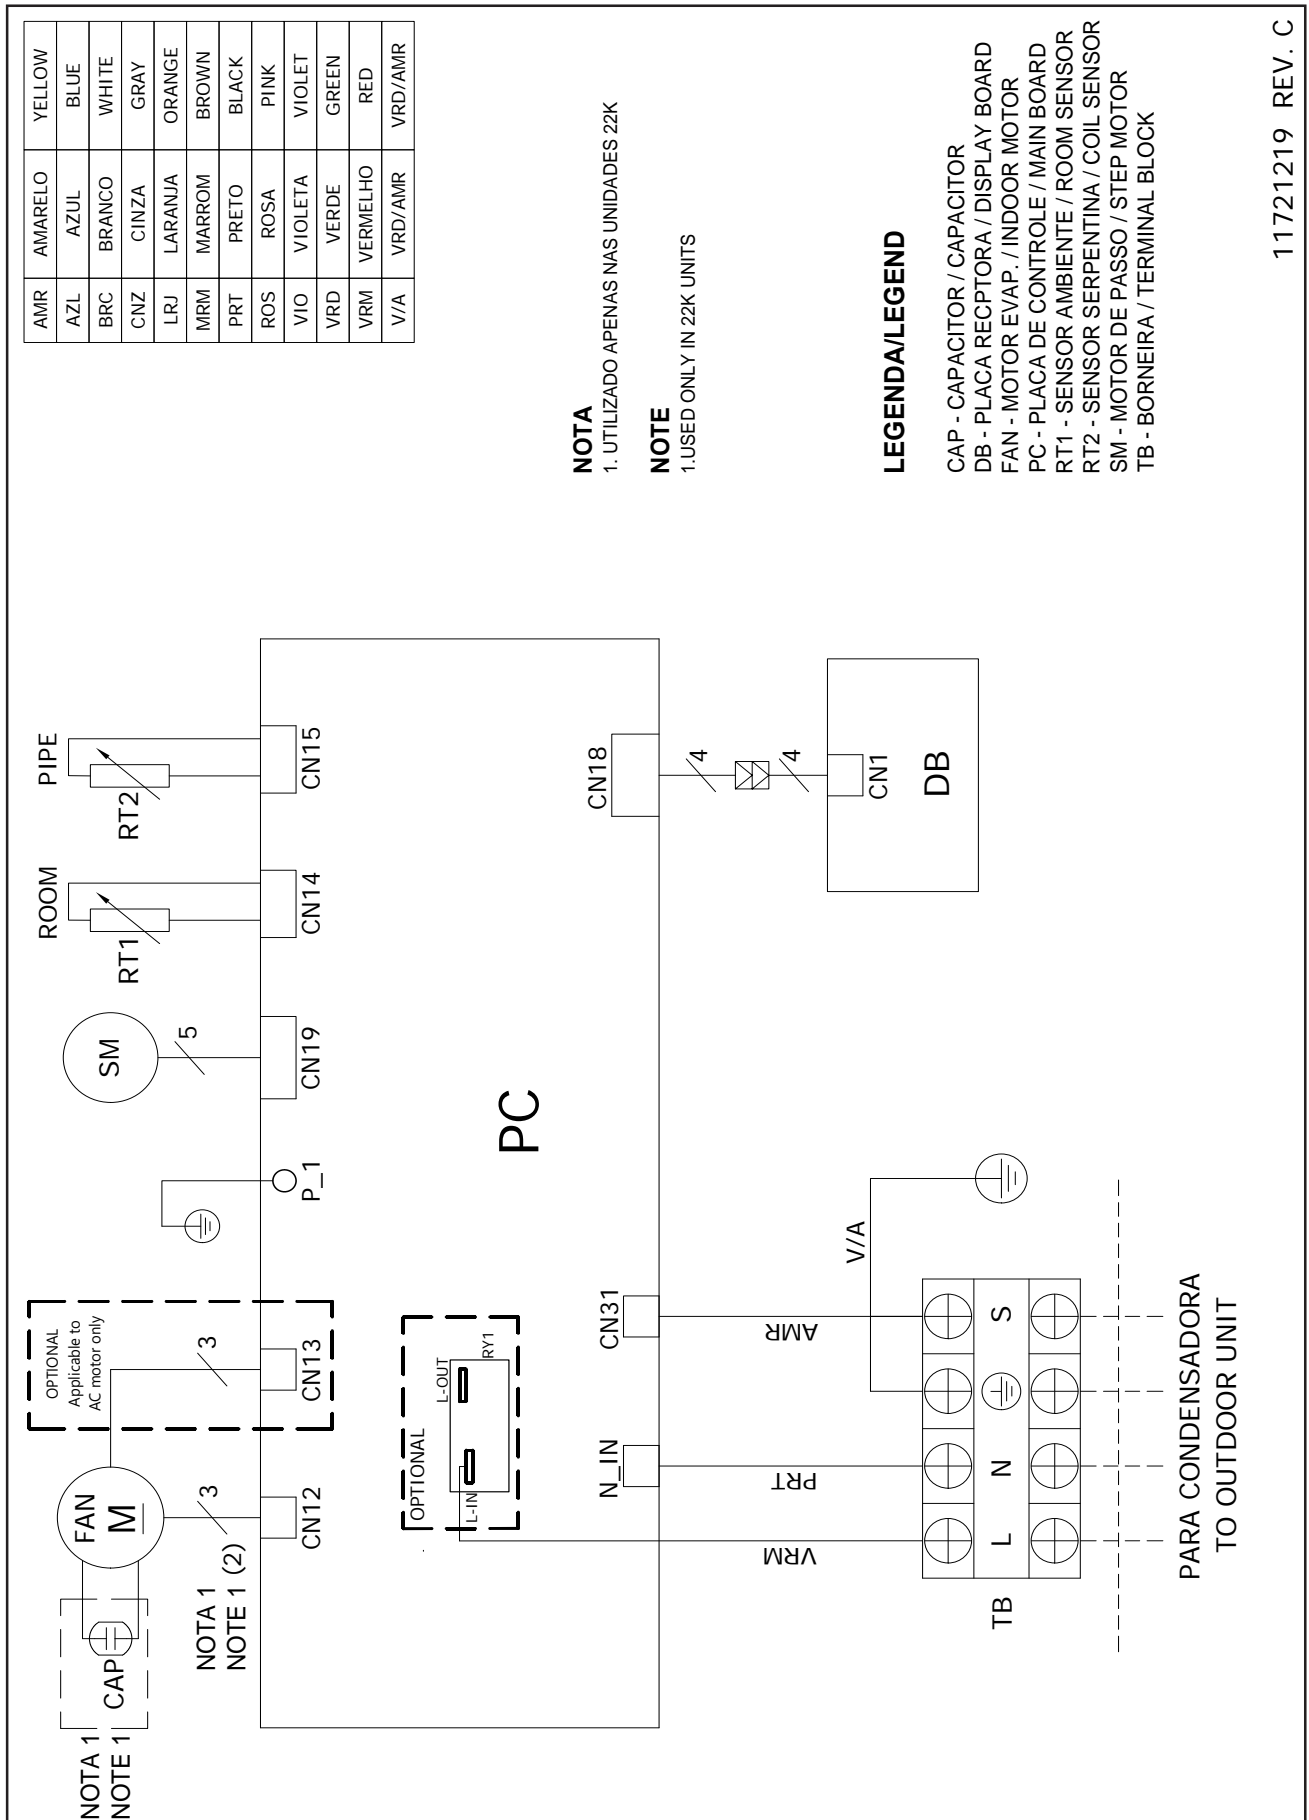 NOTA 1
NOTE 1
CAP
FAN
M
NOTA 1
NOTE 1 (2)
3
CN12
OPTIONAL
Applicable to
AC motor only
3
CN13
P_1
SM
5
CN19
ROOM
RT1
CN14
PIPE
RT2
CN15
AMR AMARELO YELLOW
AZL AZUL BLUE
BRC BRANCO WHITE
CNZ CINZA GRAY
LRJ LARANJA ORANGE
MRM MARROM BROWN
PRT PRETO BLACK
ROS ROSA PINK
VIO VIOLETA VIOLET
VRD VERDE GREEN
VRM VERMELHO RED
V/A VRD/AMR VRD/AMR
OPTIONAL
L-IN
L-OUT
RY1
PC
N_IN
CN31
CN18
4
4
CN1
DB
VRM
PRT
AMR
V/A
TB
L
N
S
PARA CONDENSADORA
TO OUTDOOR UNIT
NOTA
1. UTILIZADO APENAS NAS UNIDADES 22K
NOTE
1.USED ONLY IN 22K UNITS
LEGENDA/LEGEND
CAP - CAPACITOR / CAPACITOR
DB - PLACA RECPTORA / DISPLAY BOARD
FAN - MOTOR EVAP. / INDOOR MOTOR
PC - PLACA DE CONTROLE / MAIN BOARD
RT1 - SENSOR AMBIENTE / ROOM SENSOR
RT2 - SENSOR SERPENTINA / COIL SENSOR
SM - MOTOR DE PASSO / STEP MOTOR
TB - BORNEIRA / TERMINAL BLOCK
11721219 REV. C